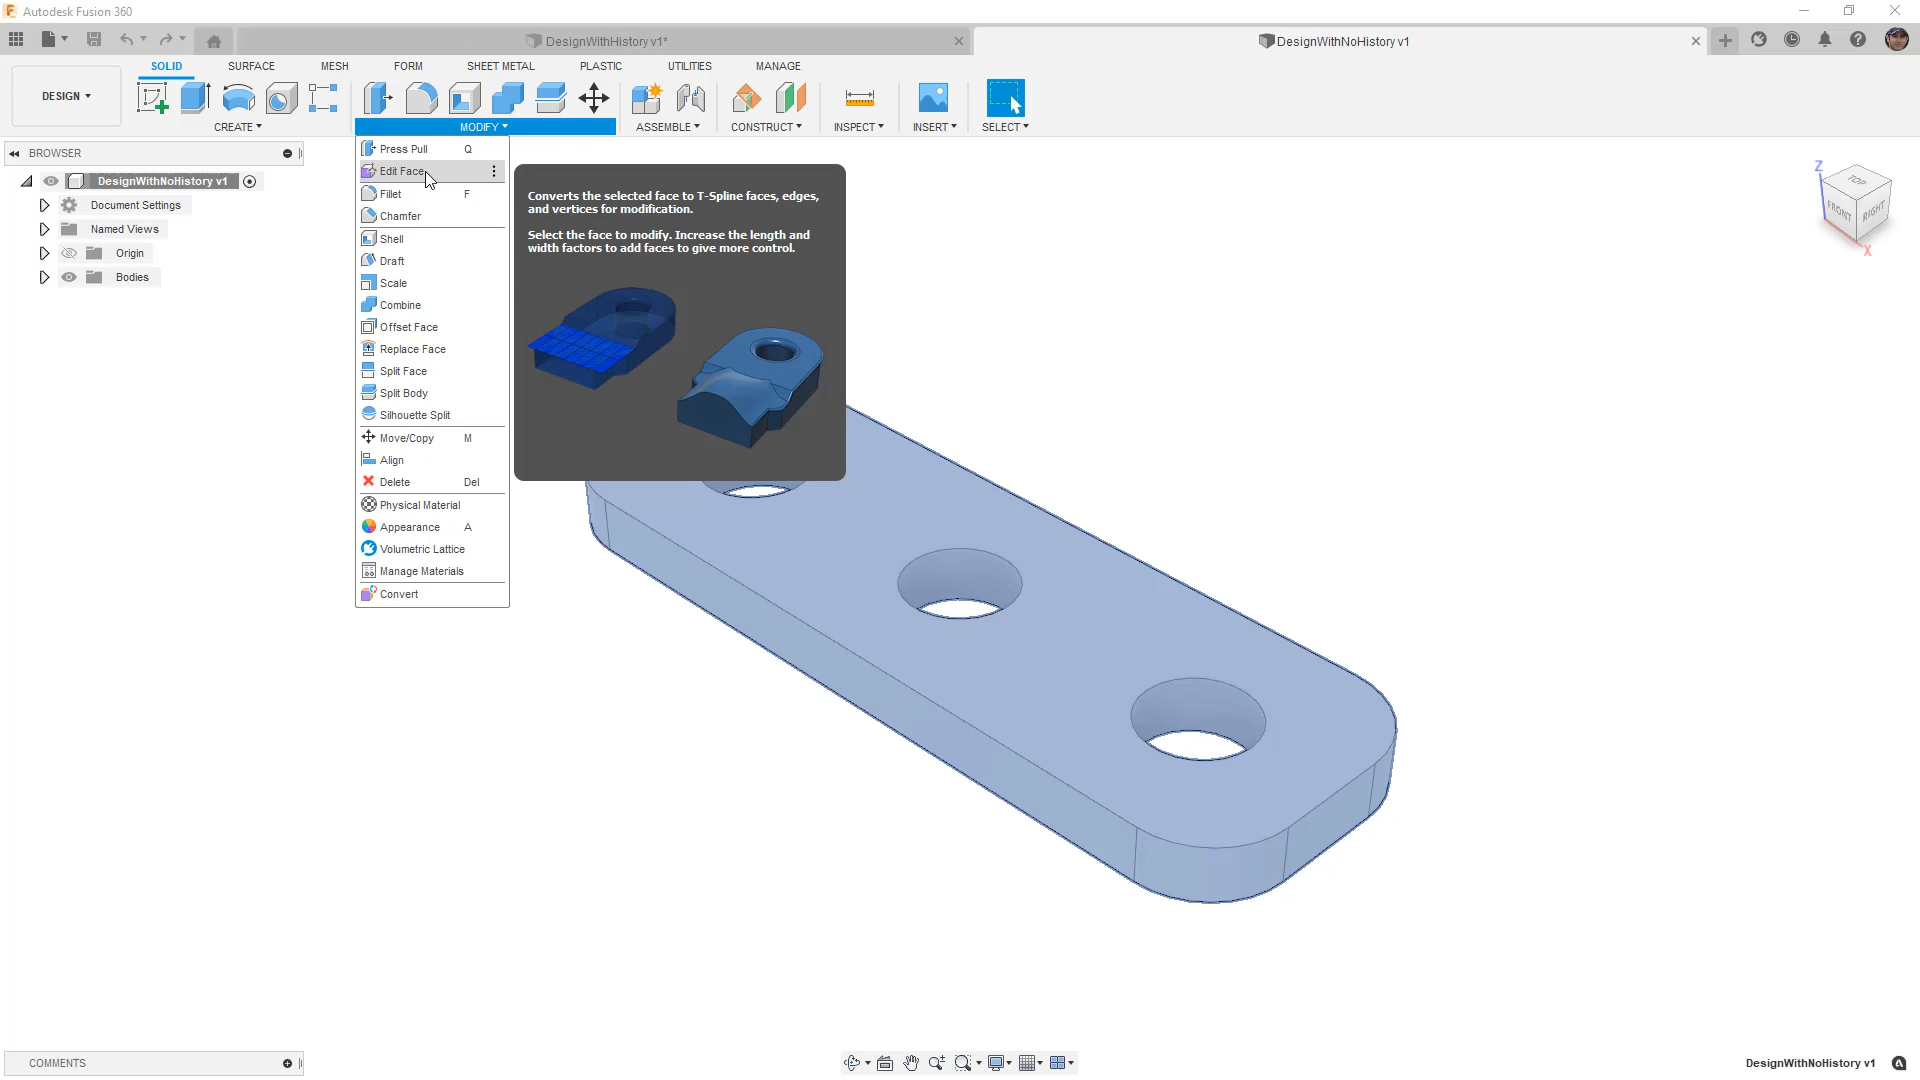 Autodesk Fusion 360
DesignWithHistory v1*
DesignWithNoHistory v1
SOLID
SURFACE
MESH
FORM
SHEET METAL
PLASTIC
UTILITIES
MANAGE
DESIGN
CREATE
MODIFY
ASSEMBLE
CONSTRUCT
INSPECT
INSERT
SELECT
BROWSER
DesignWithNoHistory v1
Document Settings
Named Views
Origin
Bodies
Press Pull Q
Edit Face
Fillet F
Chamfer
Shell
Draft
Scale
Combine
Offset Face
Replace Face
Split Face
Split Body
Silhouette Split
Move/Copy M
Align
Delete Del
Physical Material
Appearance A
Volumetric Lattice
Manage Materials
Convert
Converts the selected face to T-Spline faces, edges,
and vertices for modification.
Select the face to modify. Increase the length and
width factors to add faces to give more control.
Z
TOP
FRONT
RIGHT
X
COMMENTS
DesignWithNoHistory v1